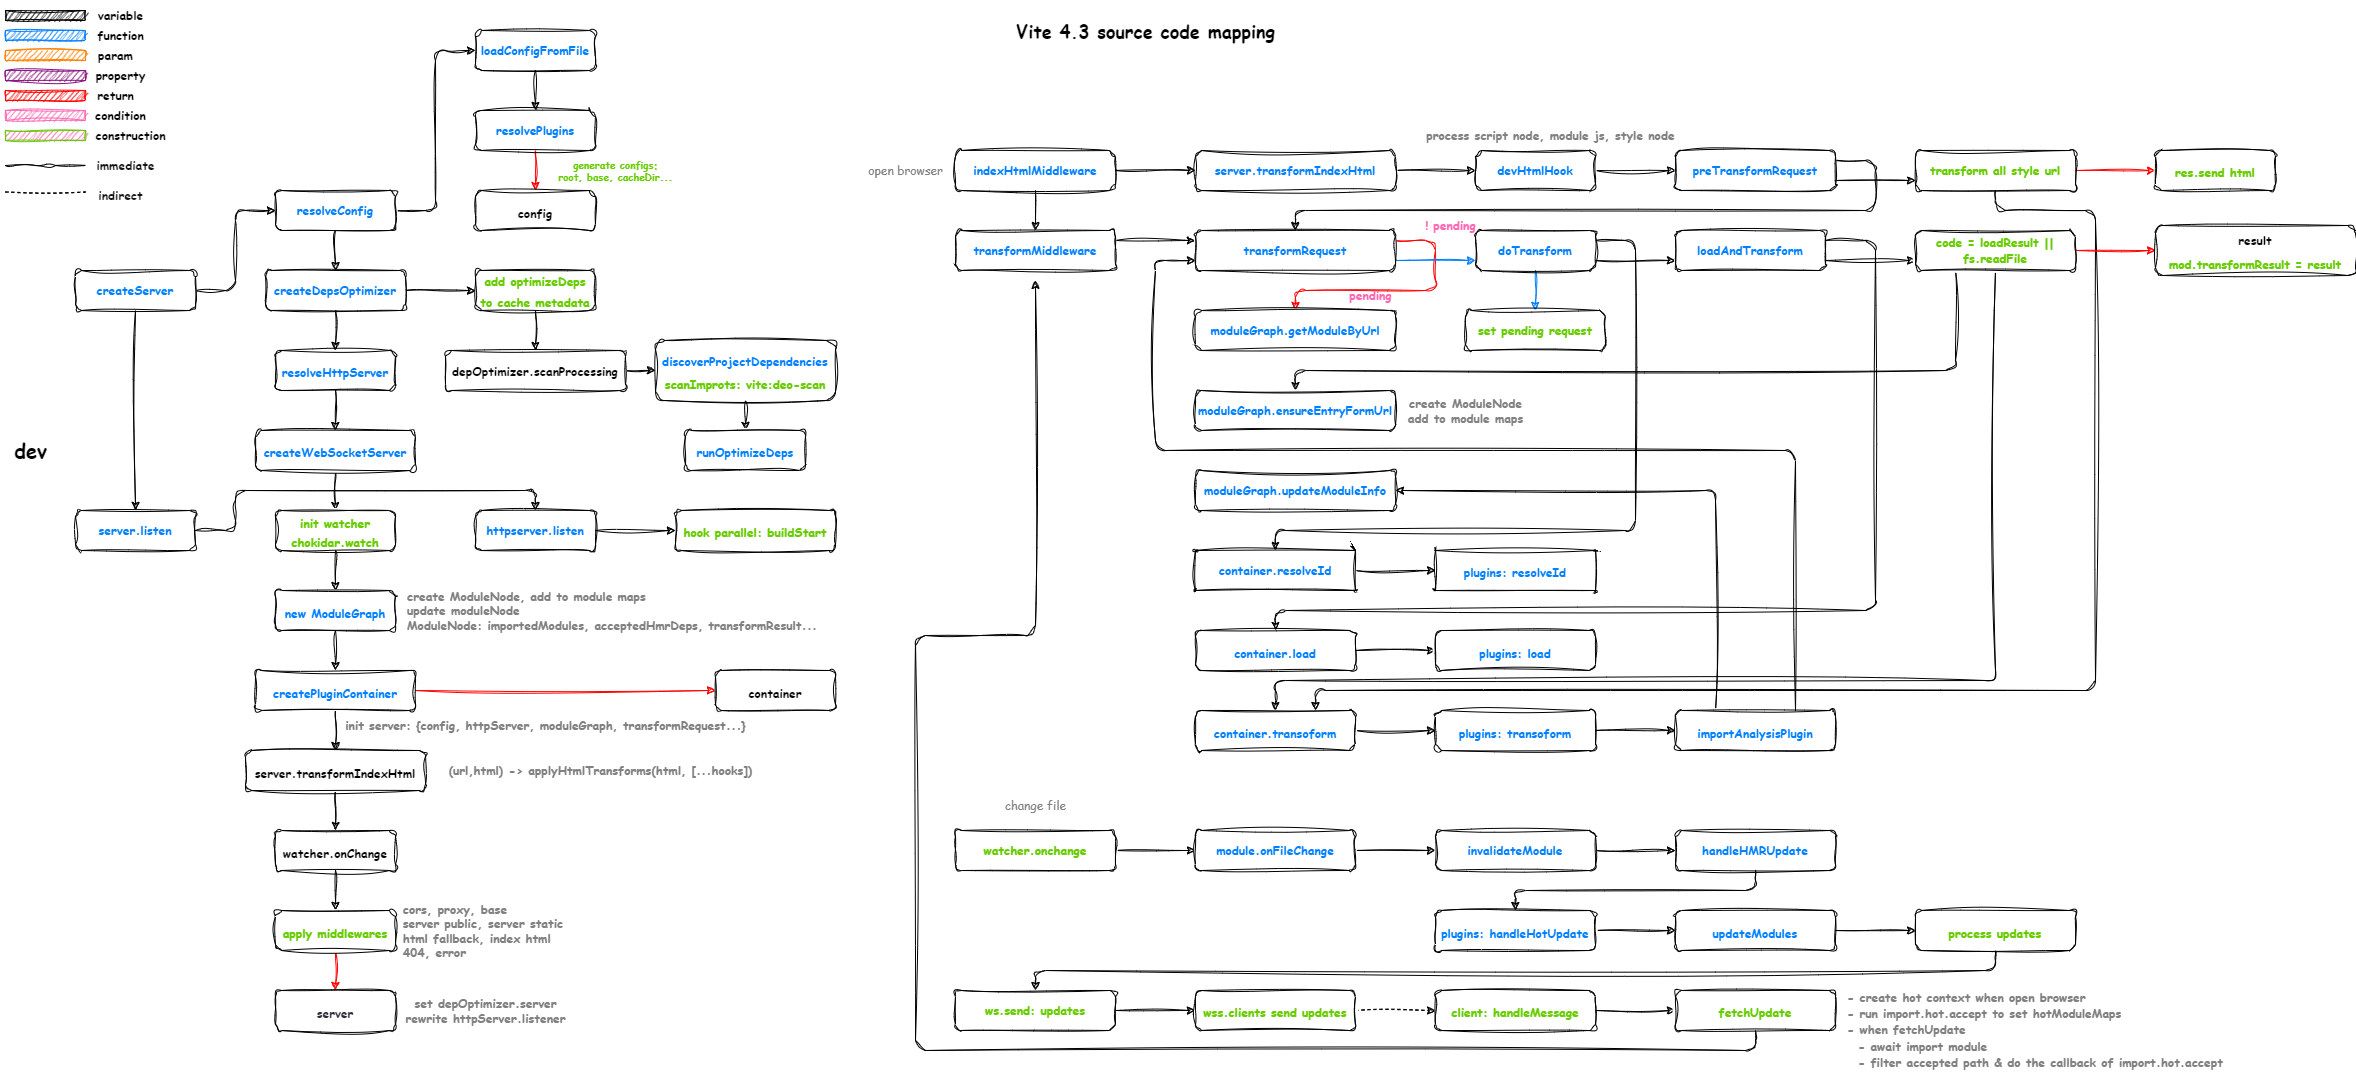 Vite 4.3 source code mapping
variable
function
param
property
return
condition
construction
immediate
indirect
dev
loadConfigFromFile
resolvePlugins
generate configs:
root, base, cacheDir...
config
resolveConfig
createServer
createDepsOptimizer
add optimizeDeps
to cache metadata
resolveHttpServer
depOptimizer.scanProcessing
discoverProjectDependencies
scanImprots: vite:deo-scan
createWebSocketServer
runOptimizeDeps
server.listen
init watcher
chokidar.watch
httpserver.listen
hook parallel: buildStart
new ModuleGraph
create ModuleNode, add to module maps
update moduleNode
ModuleNode: importedModules, acceptedHmrDeps, transformResult...
createPluginContainer
container
init server: {config, httpServer, moduleGraph, transformRequest...}
server.transformIndexHtml
(url,html) -> applyHtmlTransforms(html, [...hooks])
watcher.onChange
apply middlewares
cors, proxy, base
server public, server static
html fallback, index html
404, error
server
set depOptimizer.server
rewrite httpServer.listener
open browser
process script node, module js, style node
indexHtmlMiddleware
server.transformIndexHtml
devHtmlHook
preTransformRequest
transform all style url
res.send html
transformMiddleware
transformRequest
! pending
doTransform
loadAndTransform
code = loadResult ||
fs.readFile
result
mod.transformResult = result
pending
moduleGraph.getModuleByUrl
set pending request
moduleGraph.ensureEntryFormUrl
create ModuleNode
add to module maps
moduleGraph.updateModuleInfo
container.resolveId
plugins: resolveId
container.load
plugins: load
container.transoform
plugins: transoform
importAnalysisPlugin
change file
watcher.onchange
module.onFileChange
invalidateModule
handleHMRUpdate
plugins: handleHotUpdate
updateModules
process updates
ws.send: updates
wss.clients send updates
client: handleMessage
fetchUpdate
- create hot context when open browser
- run import.hot.accept to set hotModuleMaps
- when fetchUpdate
- await import module
- filter accepted path & do the callback of import.hot.accept